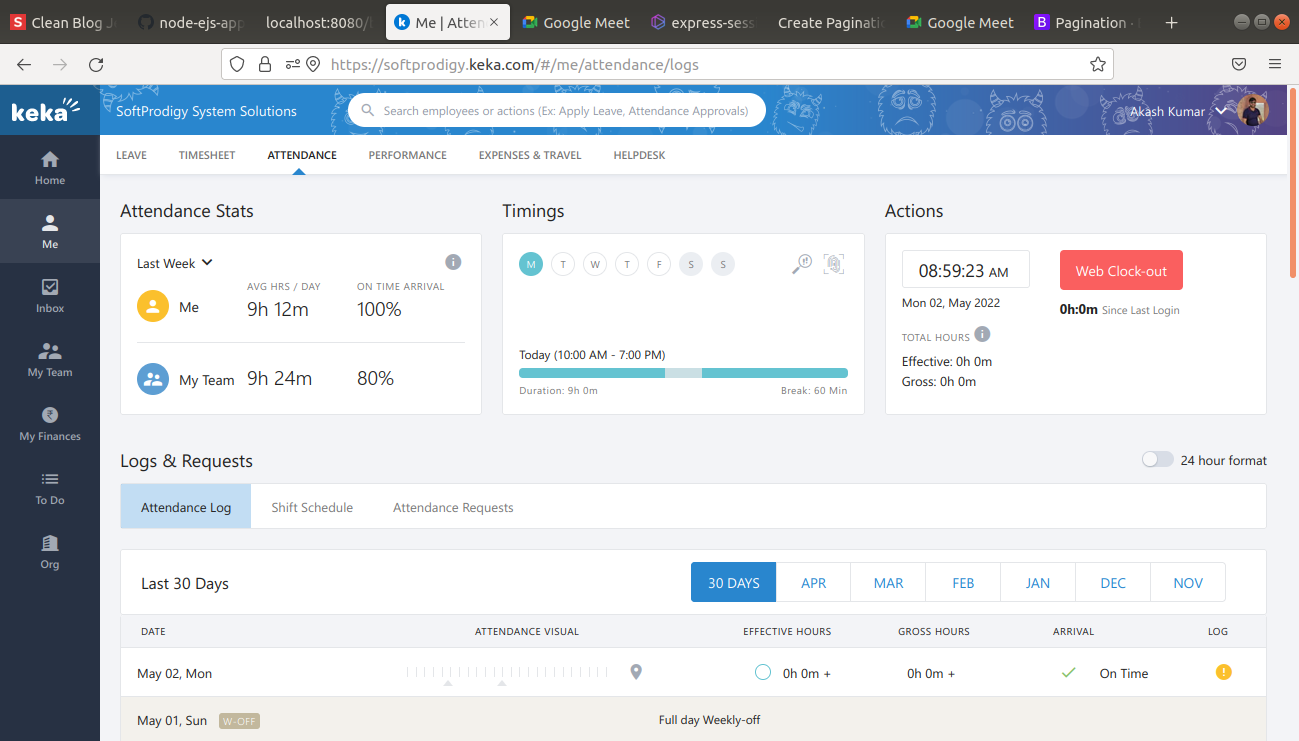 Clean Blog Je
node-ejs-app
localhost:8080/
Me | Atten
Google Meet
express-sess
Create Paginatio
Google Meet
Pagination ·
https://softprodigy.keka.com/#/me/attendance/logs
keka
SoftProdigy System Solutions
Search employees or actions (Ex: Apply Leave, Attendance Approvals)
Akash Kumar
LEAVE TIMESHEET ATTENDANCE PERFORMANCE EXPENSES & TRAVEL HELPDESK
Home
Me
Inbox
My Team
My Finances
To Do
Org
Attendance Stats
Last Week
AVG HRS / DAY ON TIME ARRIVAL
Me 9h 12m 100%
My Team 9h 24m 80%
Timings
M T W T F S S
Today (10:00 AM - 7:00 PM)
Duration: 9h 0m Break: 60 Min
Actions
08:59:23 AM
Web Clock-out
Mon 02, May 2022
0h:0m Since Last Login
TOTAL HOURS
Effective: 0h 0m
Gross: 0h 0m
Logs & Requests
24 hour format
Attendance Log Shift Schedule Attendance Requests
Last 30 Days
30 DAYS APR MAR FEB JAN DEC NOV
DATE ATTENDANCE VISUAL EFFECTIVE HOURS GROSS HOURS ARRIVAL LOG
May 02, Mon 0h 0m + 0h 0m + On Time
May 01, Sun W-OFF Full day Weekly-off